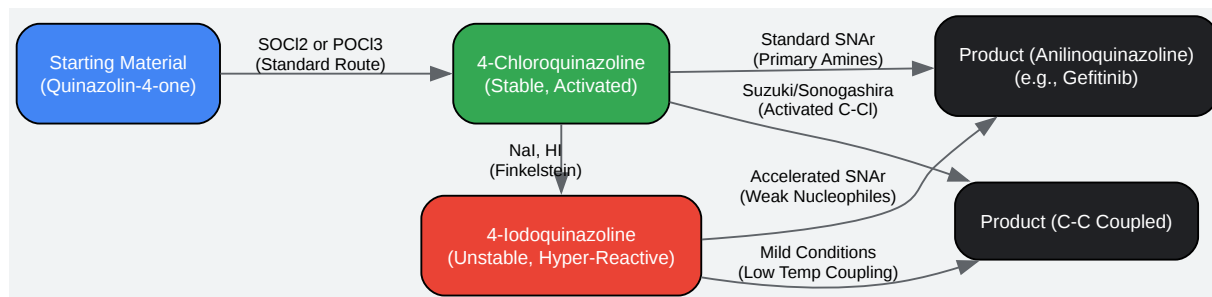 Starting Material
(Quinazolin-4-one)
SOCl2 or POCl3
(Standard Route)
4-Chloroquinazoline
(Stable, Activated)
Standard SNAr
(Primary Amines)
Product (Anilinoquinazoline)
(e.g., Gefitinib)
Suzuki/Sonogashira
(Activated C-Cl)
NaI, HI
(Finkelstein)
Accelerated SNAr
(Weak Nucleophiles)
Product (C-C Coupled)
4-Iodoquinazoline
(Unstable, Hyper-Reactive)
Mild Conditions
(Low Temp Coupling)